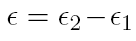 ϵ = ϵ₂ − ϵ₁